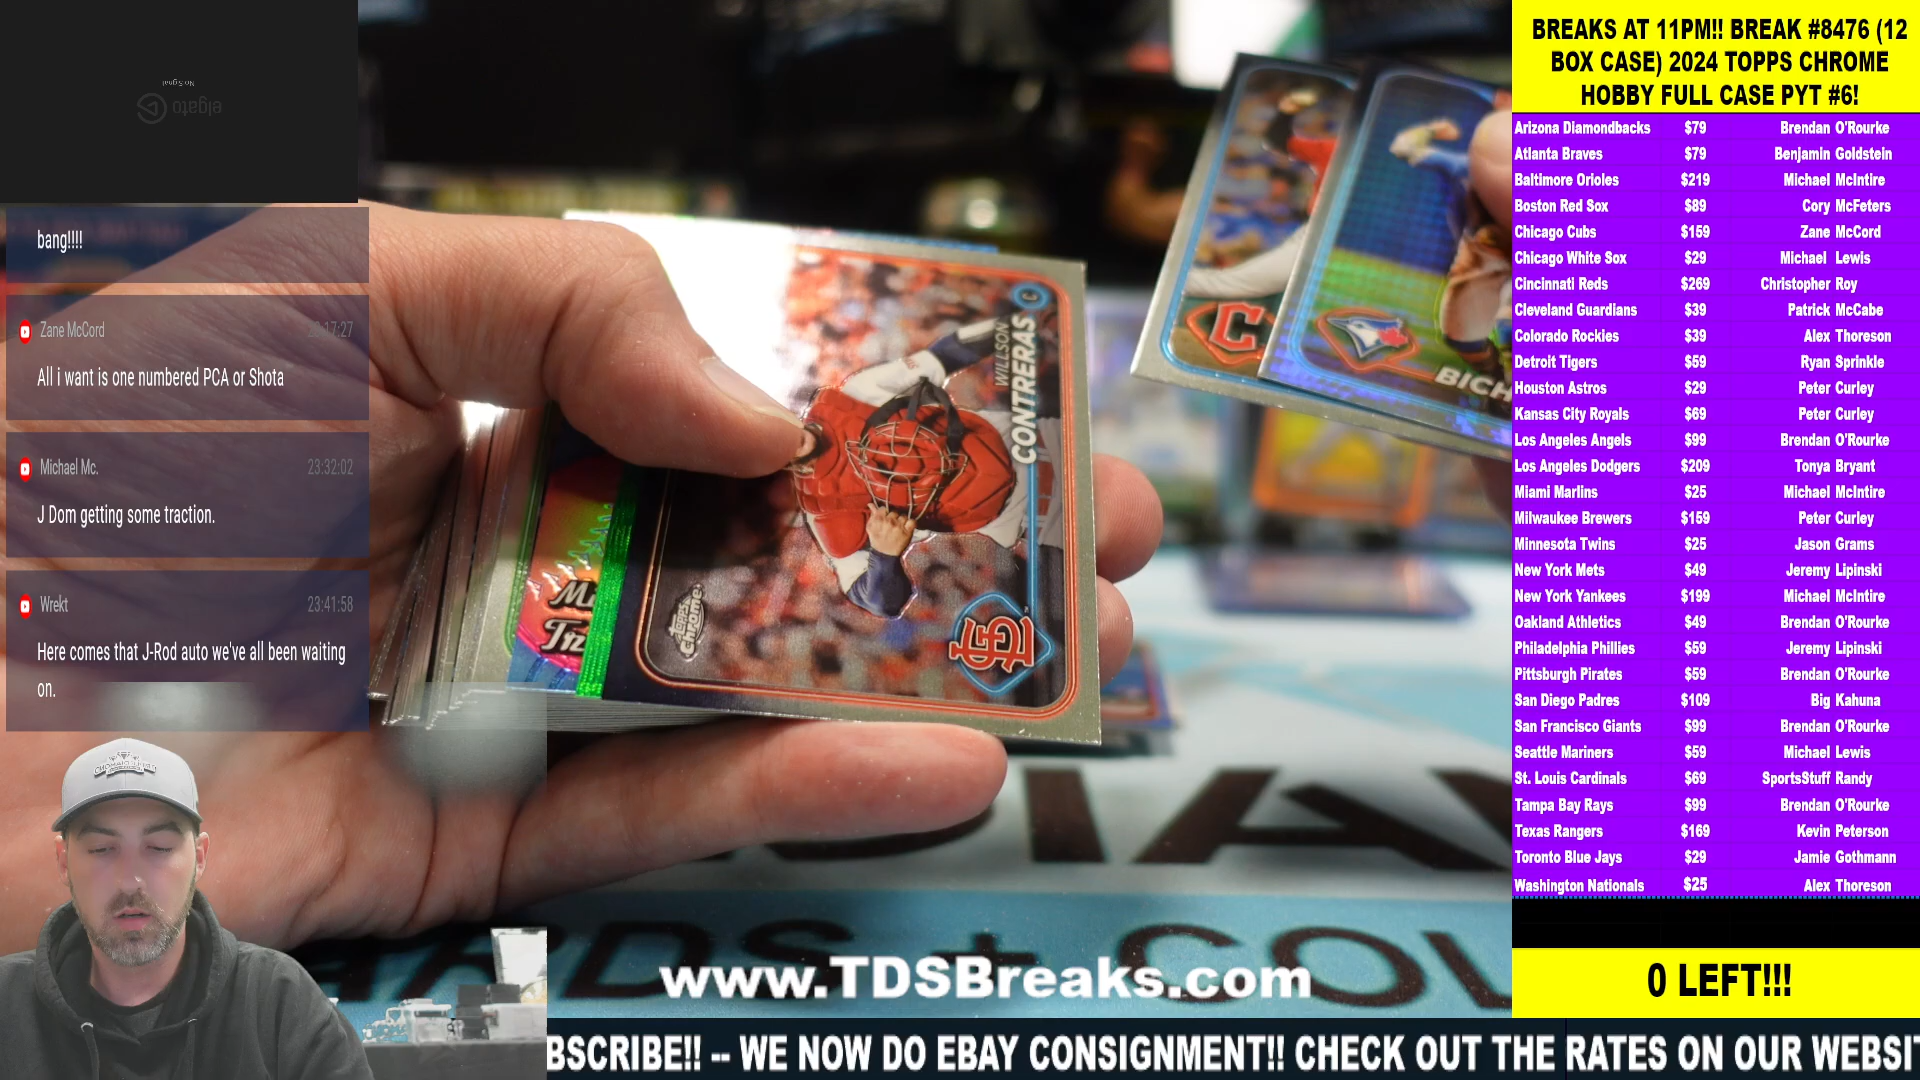 No Signal
elgato
bang!!!!
Zane McCord
All i want is one numbered PCA or Shota
Michael Mc. 23:32:02
J Dom getting some traction.
Wrekt 23:41:58
Here comes that J-Rod auto we've all been waiting
on.
WILLSON
CONTRERAS
C
Topps
Chrome
BICH
C
www.TDSBreaks.com
BSCRIBE!! -- WE NOW DO EBAY CONSIGNMENT!! CHECK OUT THE RATES ON OUR WEBSIT
BREAKS AT 11PM!! BREAK #8476 (12
BOX CASE) 2024 TOPPS CHROME
HOBBY FULL CASE PYT #6!
Arizona Diamondbacks $79 Brendan O'Rourke
Atlanta Braves $79 Benjamin Goldstein
Baltimore Orioles $219 Michael McIntire
Boston Red Sox $89 Cory McFeters
Chicago Cubs $159 Zane McCord
Chicago White Sox $29 Michael Lewis
Cincinnati Reds $269 Christopher Roy
Cleveland Guardians $39 Patrick McCabe
Colorado Rockies $39 Alex Thoreson
Detroit Tigers $59 Ryan Sprinkle
Houston Astros $29 Peter Curley
Kansas City Royals $69 Peter Curley
Los Angeles Angels $99 Brendan O'Rourke
Los Angeles Dodgers $209 Tonya Bryant
Miami Marlins $25 Michael McIntire
Milwaukee Brewers $159 Peter Curley
Minnesota Twins $25 Jason Grams
New York Mets $49 Jeremy Lipinski
New York Yankees $199 Michael McIntire
Oakland Athletics $49 Brendan O'Rourke
Philadelphia Phillies $59 Jeremy Lipinski
Pittsburgh Pirates $59 Brendan O'Rourke
San Diego Padres $109 Big Kahuna
San Francisco Giants $99 Brendan O'Rourke
Seattle Mariners $59 Michael Lewis
St. Louis Cardinals $69 SportsStuff Randy
Tampa Bay Rays $99 Brendan O'Rourke
Texas Rangers $169 Kevin Peterson
Toronto Blue Jays $29 Jamie Gothmann
Washington Nationals $25 Alex Thoreson
0 LEFT!!!